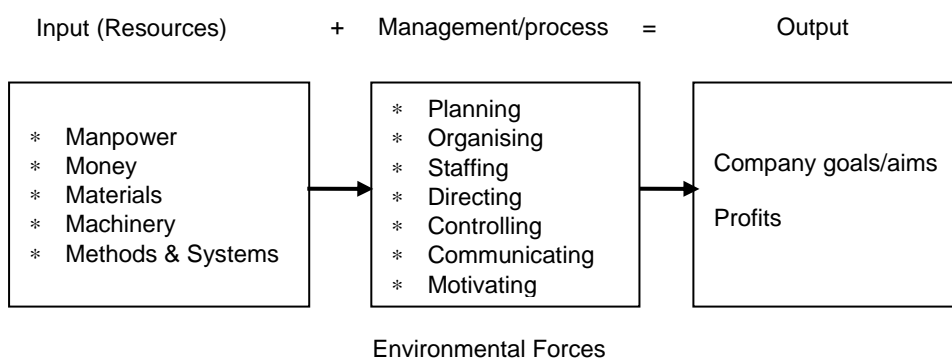 Input (Resources) + Management/process = Output
* Manpower
* Money
* Materials
* Machinery
* Methods & Systems
* Planning
* Organising
* Staffing
* Directing
* Controlling
* Communicating
* Motivating
Company goals/aims
Profits
Environmental Forces